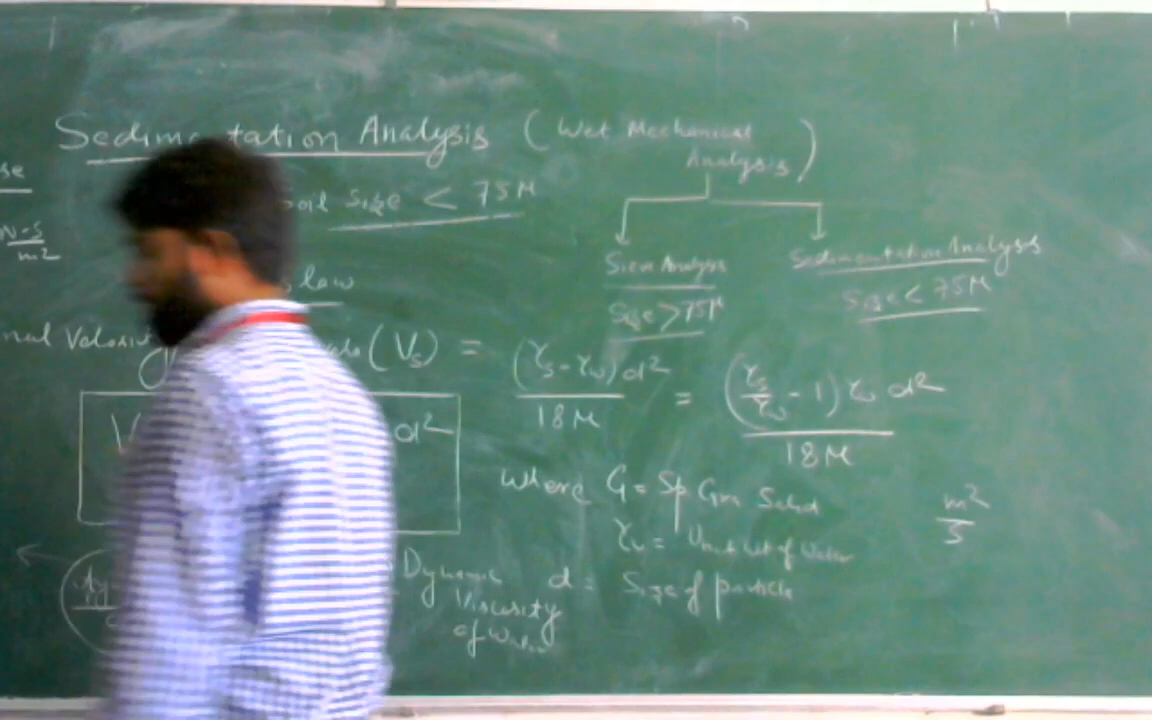 Sedimentation Analysis ( Wet Mechanical
Analysis )
se
Soil Size < 75μ
N-S
m²
law
Sieve Analysis
Size > 75μ
Sedimentation Analysis
Size < 75μ
nal Velocity (Vs) = (γs - γw) d² / 18μ = (γs/γw - 1) γw d² / 18μ
V d²
where G = Sp Gr Solid
γw = Unit wt of water
m²
s
Dynamic
Viscosity
of water
d = Size of particle